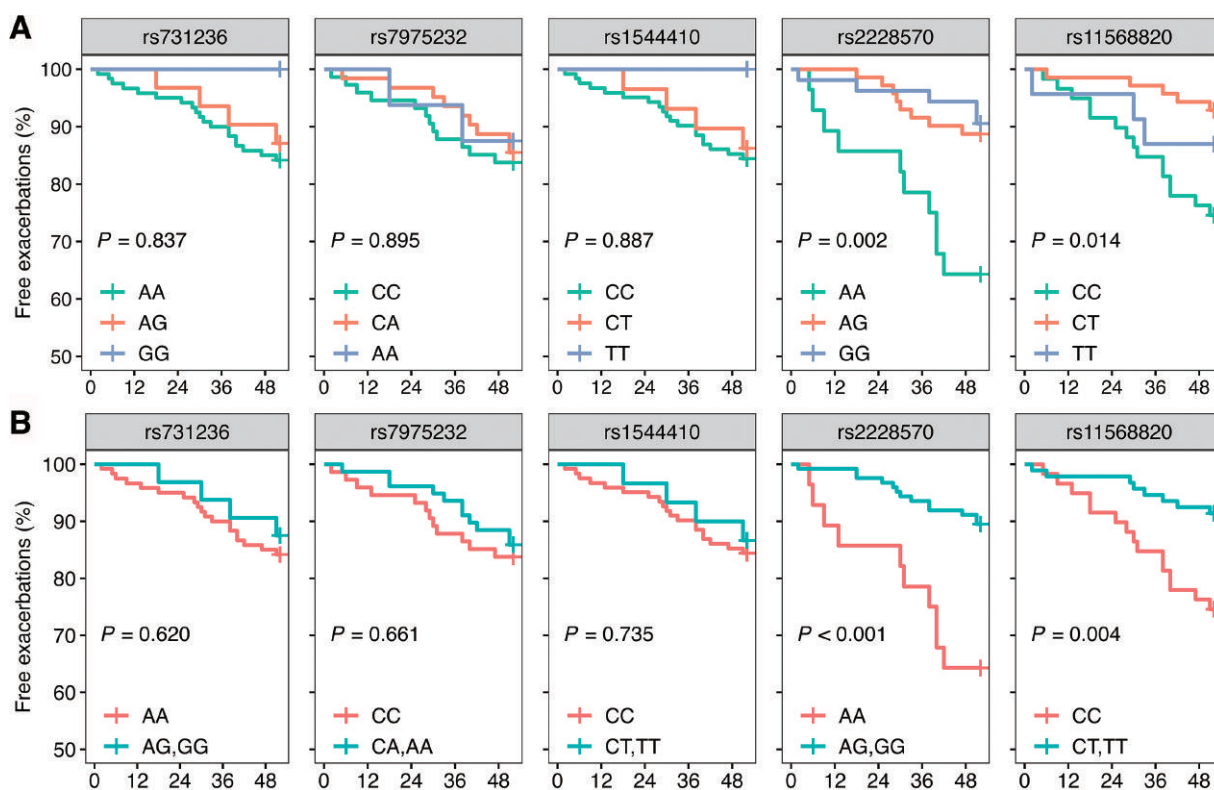 A
rs731236 rs7975232 rs1544410 rs2228570 rs11568820
Free exacerbations (%)
100
90
80
70
60
50
P = 0.837 P = 0.895 P = 0.887 P = 0.002 P = 0.014
AA CC CC AA CC
AG CA CT AG CT
GG AA TT GG TT
0 12 24 36 48 0 12 24 36 48 0 12 24 36 48 0 12 24 36 48 0 12 24 36 48
B
rs731236 rs7975232 rs1544410 rs2228570 rs11568820
Free exacerbations (%)
100
90
80
70
60
50
P = 0.620 P = 0.661 P = 0.735 P < 0.001 P = 0.004
AA CC CC AA CC
AG,GG CA,AA CT,TT AG,GG CT,TT
0 12 24 36 48 0 12 24 36 48 0 12 24 36 48 0 12 24 36 48 0 12 24 36 48